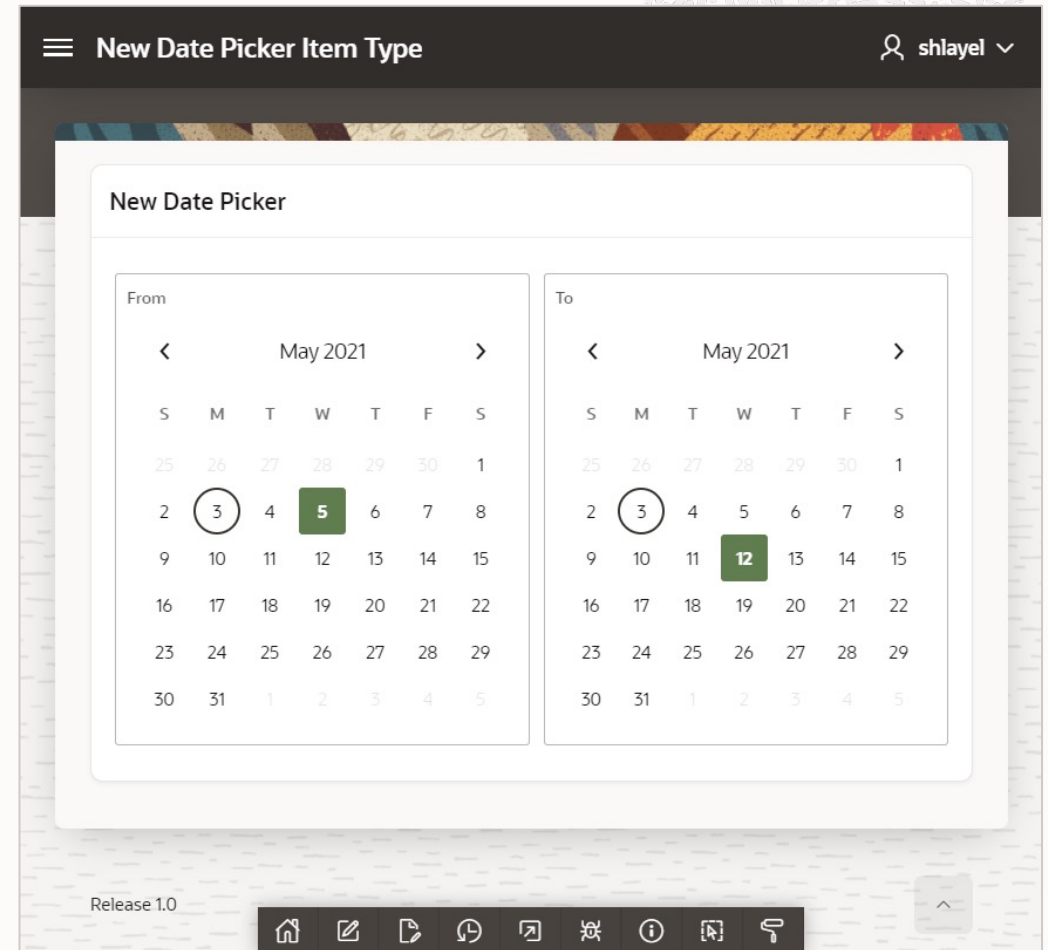 New Date Picker Item Type
shlayel
New Date Picker
From
May 2021
S M T W T F S
25 26 27 28 29 30 1
2 3 4 5 6 7 8
9 10 11 12 13 14 15
16 17 18 19 20 21 22
23 24 25 26 27 28 29
30 31 1 2 3 4 5
To
May 2021
S M T W T F S
25 26 27 28 29 30 1
2 3 4 5 6 7 8
9 10 11 12 13 14 15
16 17 18 19 20 21 22
23 24 25 26 27 28 29
30 31 1 2 3 4 5
Release 1.0